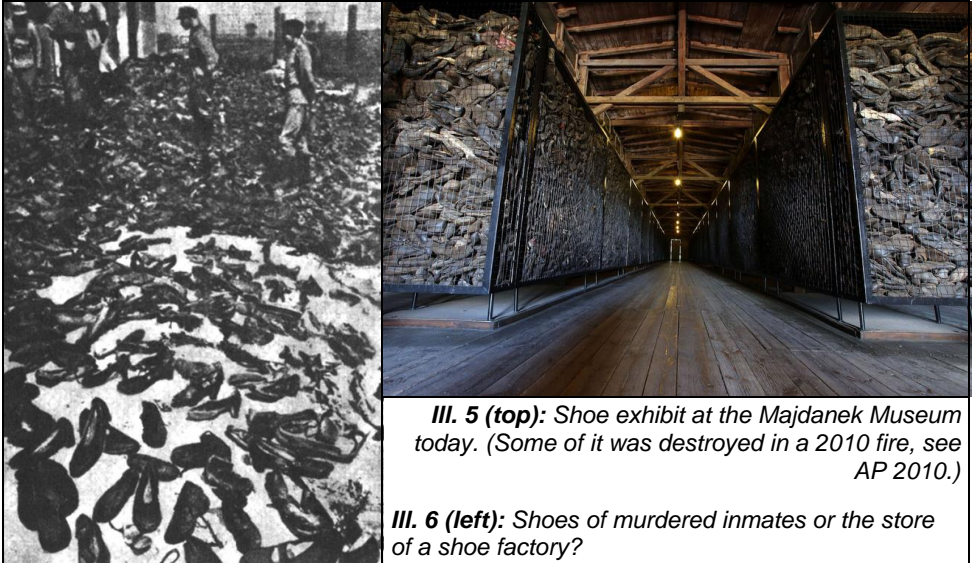 Ill. 5 (top): Shoe exhibit at the Majdanek Museum
today. (Some of it was destroyed in a 2010 fire, see
AP 2010.)
Ill. 6 (left): Shoes of murdered inmates or the store
of a shoe factory?